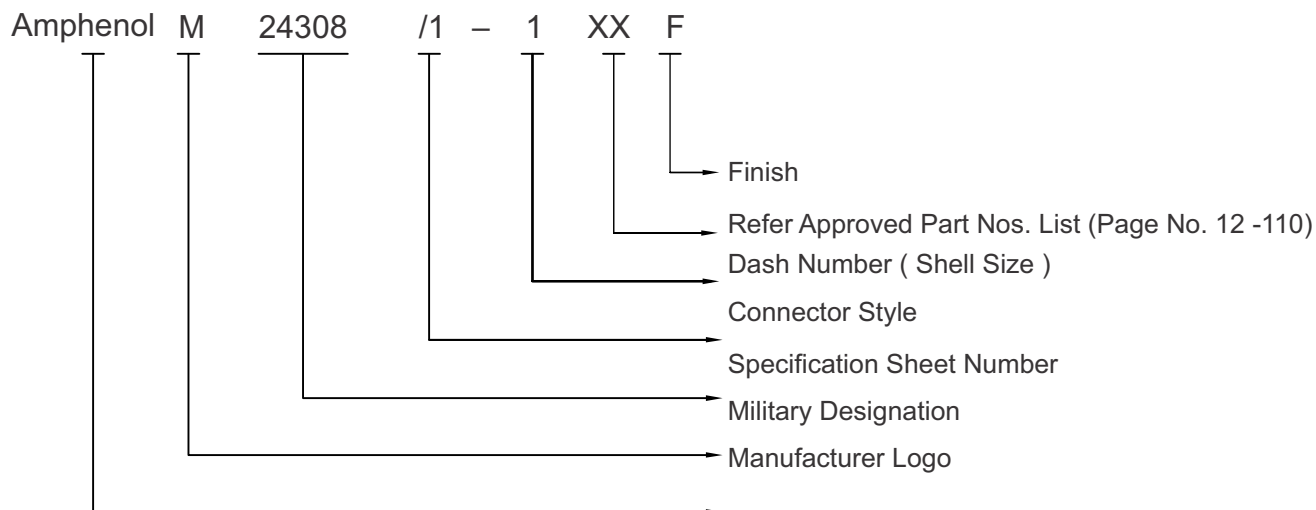 Amphenol M 24308 /1 – 1 XX F
Finish
Refer Approved Part Nos. List (Page No. 12 -110)
Dash Number ( Shell Size )
Connector Style
Specification Sheet Number
Military Designation
Manufacturer Logo